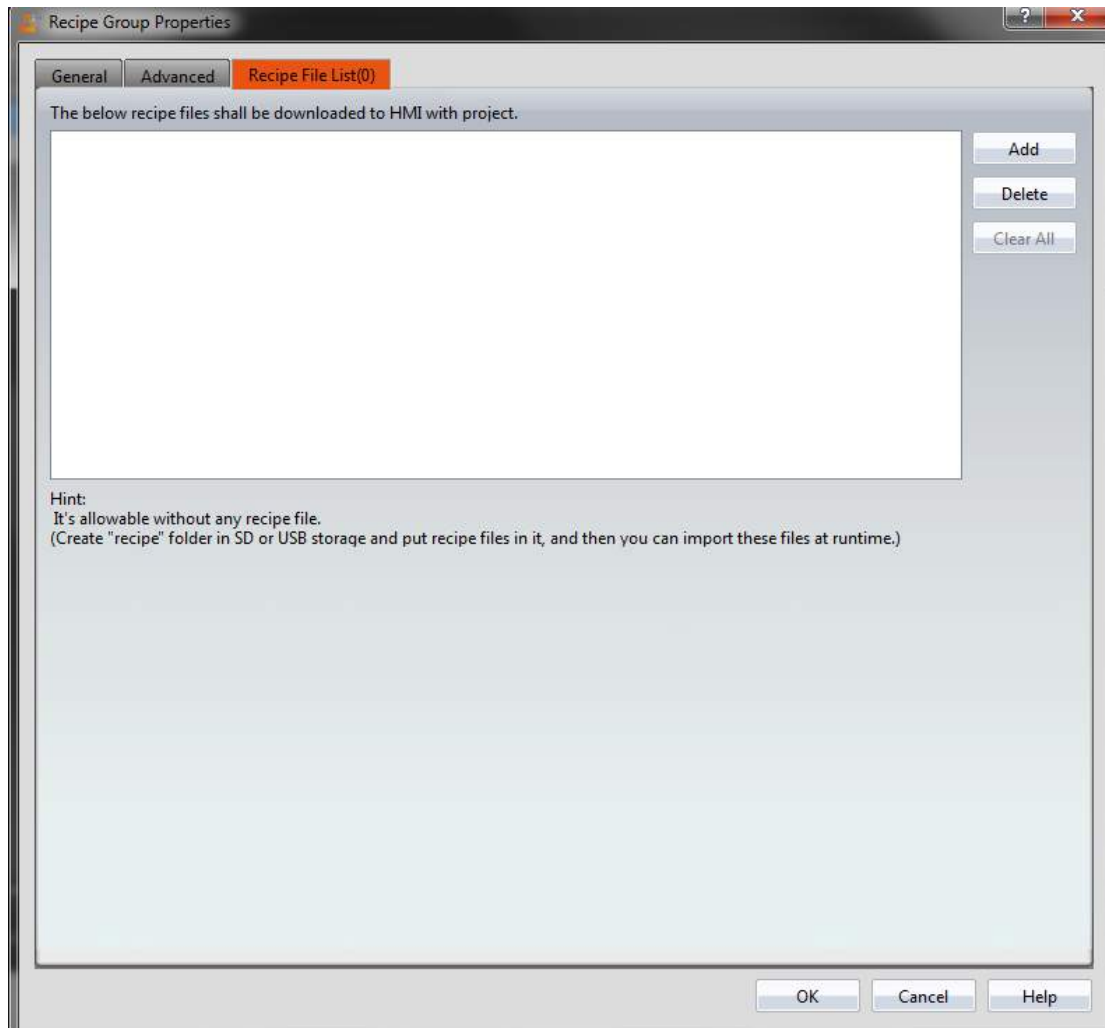 Recipe Group Properties
?
General Advanced Recipe File List(0)
The below recipe files shall be downloaded to HMI with project.
Add
Delete
Clear All
Hint:
It's allowable without any recipe file.
(Create "recipe" folder in SD or USB storage and put recipe files in it, and then you can import these files at runtime.)
OK Cancel Help